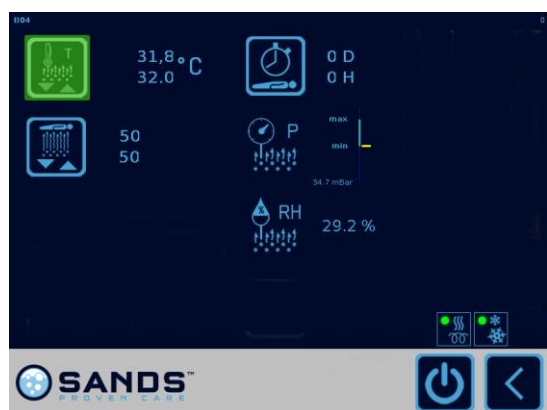 B04
0
T
31,8 °C
32.0
0 D
0 H
50
50
P
max
min
34.7 mBar
RH
29.2 %
SANDS™
PROVEN CARE